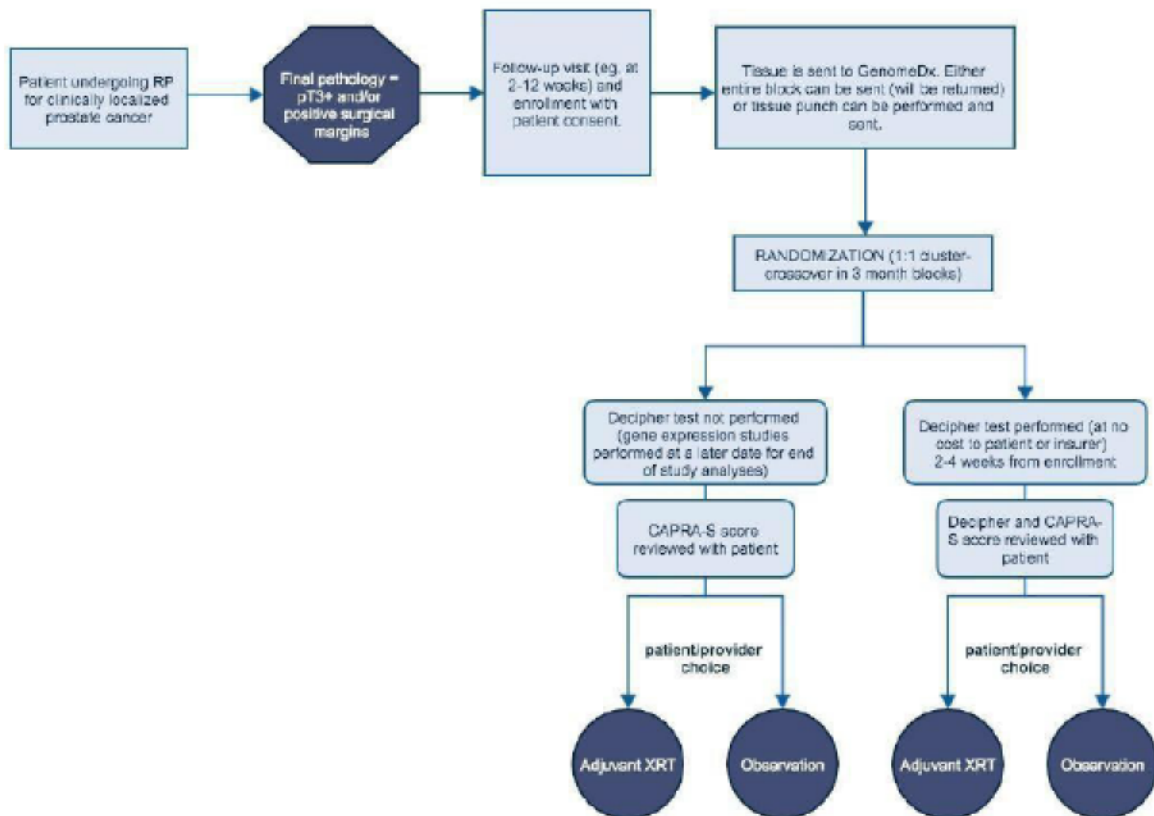 Patient undergoing RP
for clinically localized
prostate cancer
Final pathology =
pT3+ and/or
positive surgical
margins
Follow-up visit (eg, at
2-12 weeks) and
enrollment with
patient consent.
Tissue is sent to GenomeDx. Either
entire block can be sent (will be returned)
or tissue punch can be performed and
sent.
RANDOMIZATION (1:1 cluster-
crossover in 3 month blocks)
Decipher test not performed
(gene expression studies
performed at a later date for end
of study analyses)
Decipher test performed (at no
cost to patient or insurer)
2-4 weeks from enrollment
CAPRA-S score
reviewed with patient
Decipher and CAPRA-
S score reviewed with
patient
patient/provider
choice
patient/provider
choice
Adjuvant XRT
Observation
Adjuvant XRT
Observation